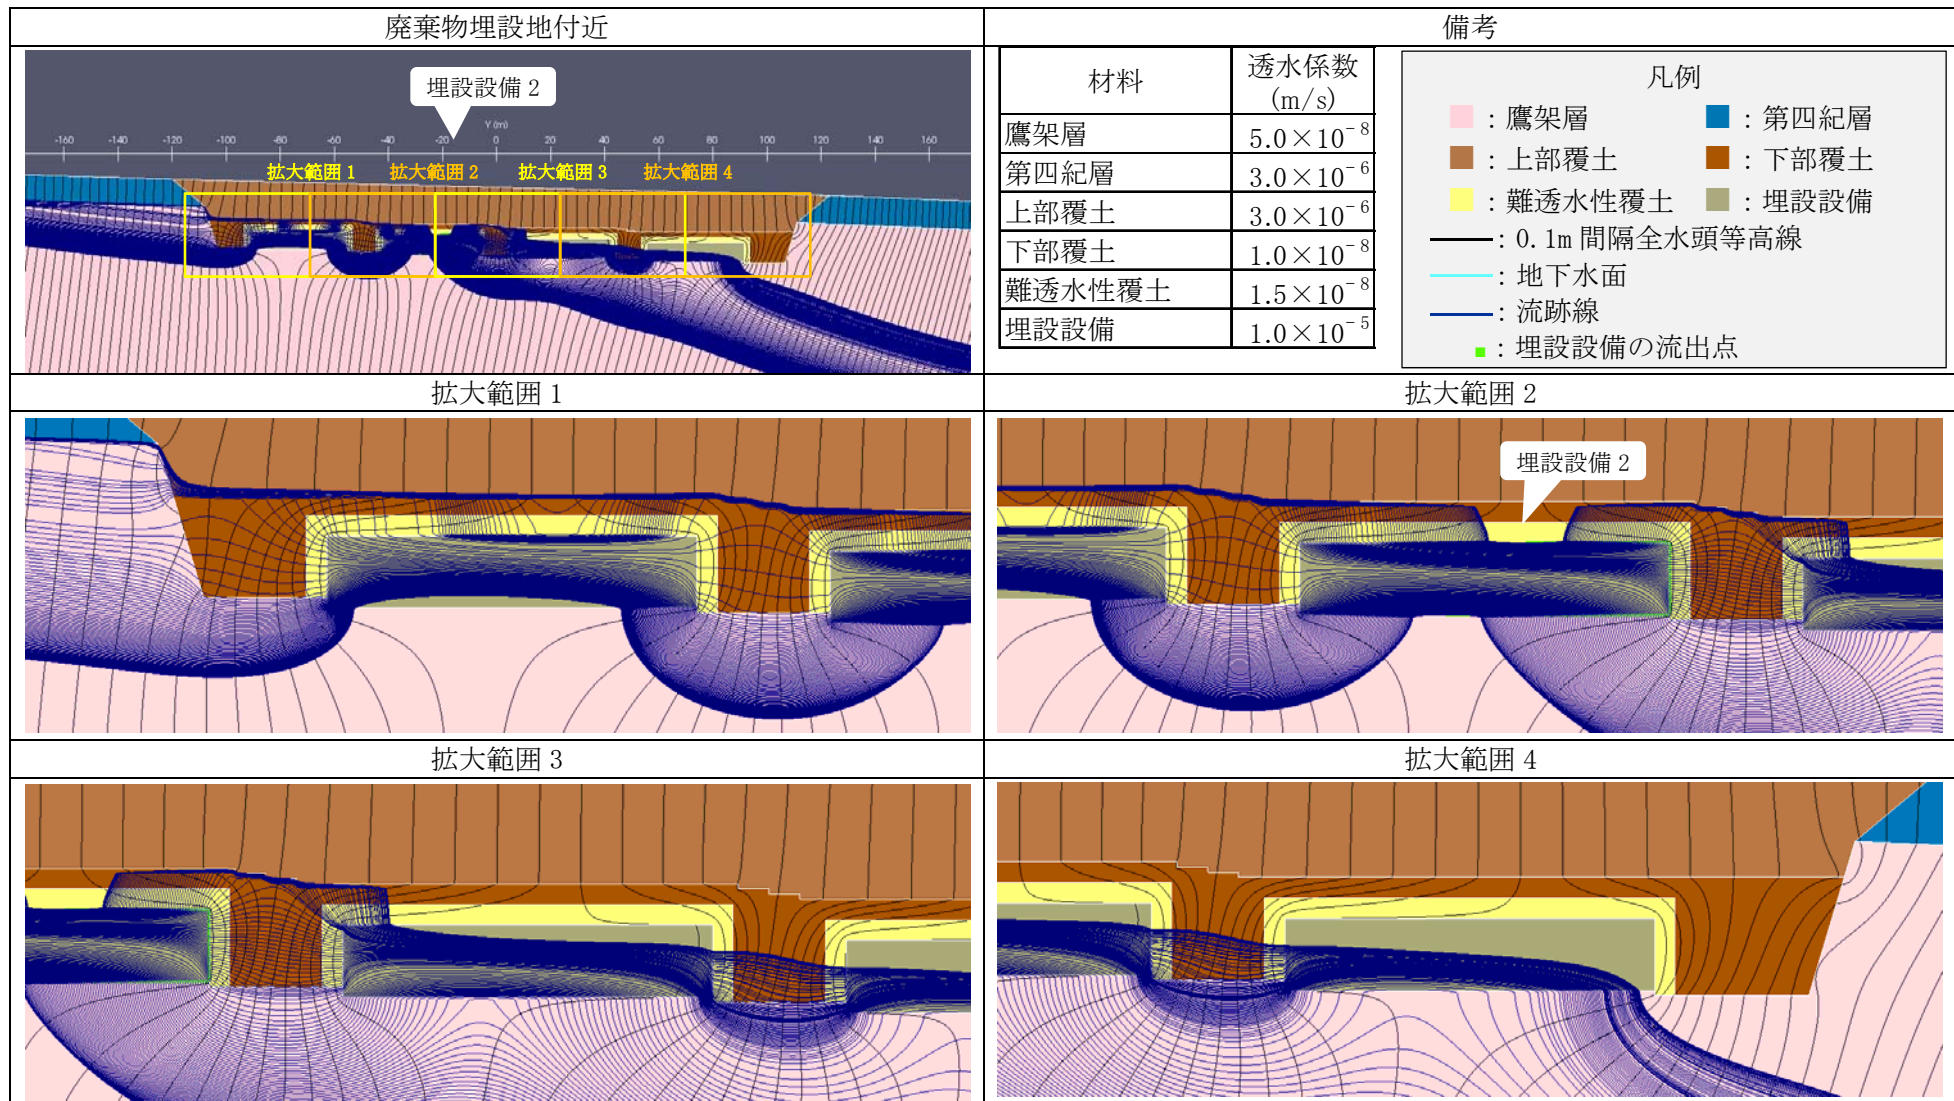 廃棄物埋設地付近
備考
埋設設備 2
Y (m)
-160 -140 -120 -100 -80 -60 -40 -20 0 20 40 60 80 100 120 140 160
拡大範囲 1 拡大範囲 2 拡大範囲 3 拡大範囲 4
材料 透水係数 (m/s)
鷹架層 5.0×10⁻⁸
第四紀層 3.0×10⁻⁶
上部覆土 3.0×10⁻⁶
下部覆土 1.0×10⁻⁸
難透水性覆土 1.5×10⁻⁸
埋設設備 1.0×10⁻⁵
凡例
：鷹架層 ：第四紀層
：上部覆土 ：下部覆土
：難透水性覆土 ：埋設設備
：0.1m 間隔全水頭等高線
：地下水面
：流跡線
：埋設設備の流出点
拡大範囲 1
拡大範囲 2
埋設設備 2
拡大範囲 3
拡大範囲 4